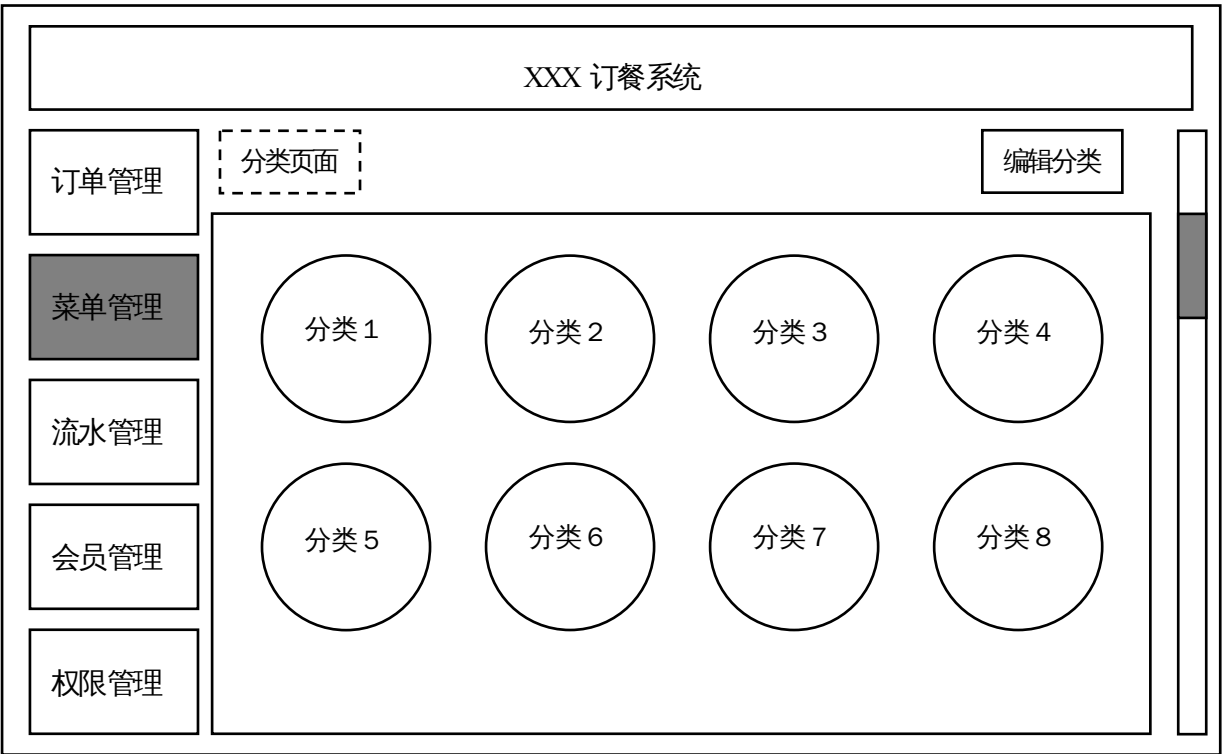 XXX 订餐系统
分类页面
编辑分类
订单管理
菜单管理
流水管理
会员管理
权限管理
分类 1
分类 2
分类 3
分类 4
分类 5
分类 6
分类 7
分类 8